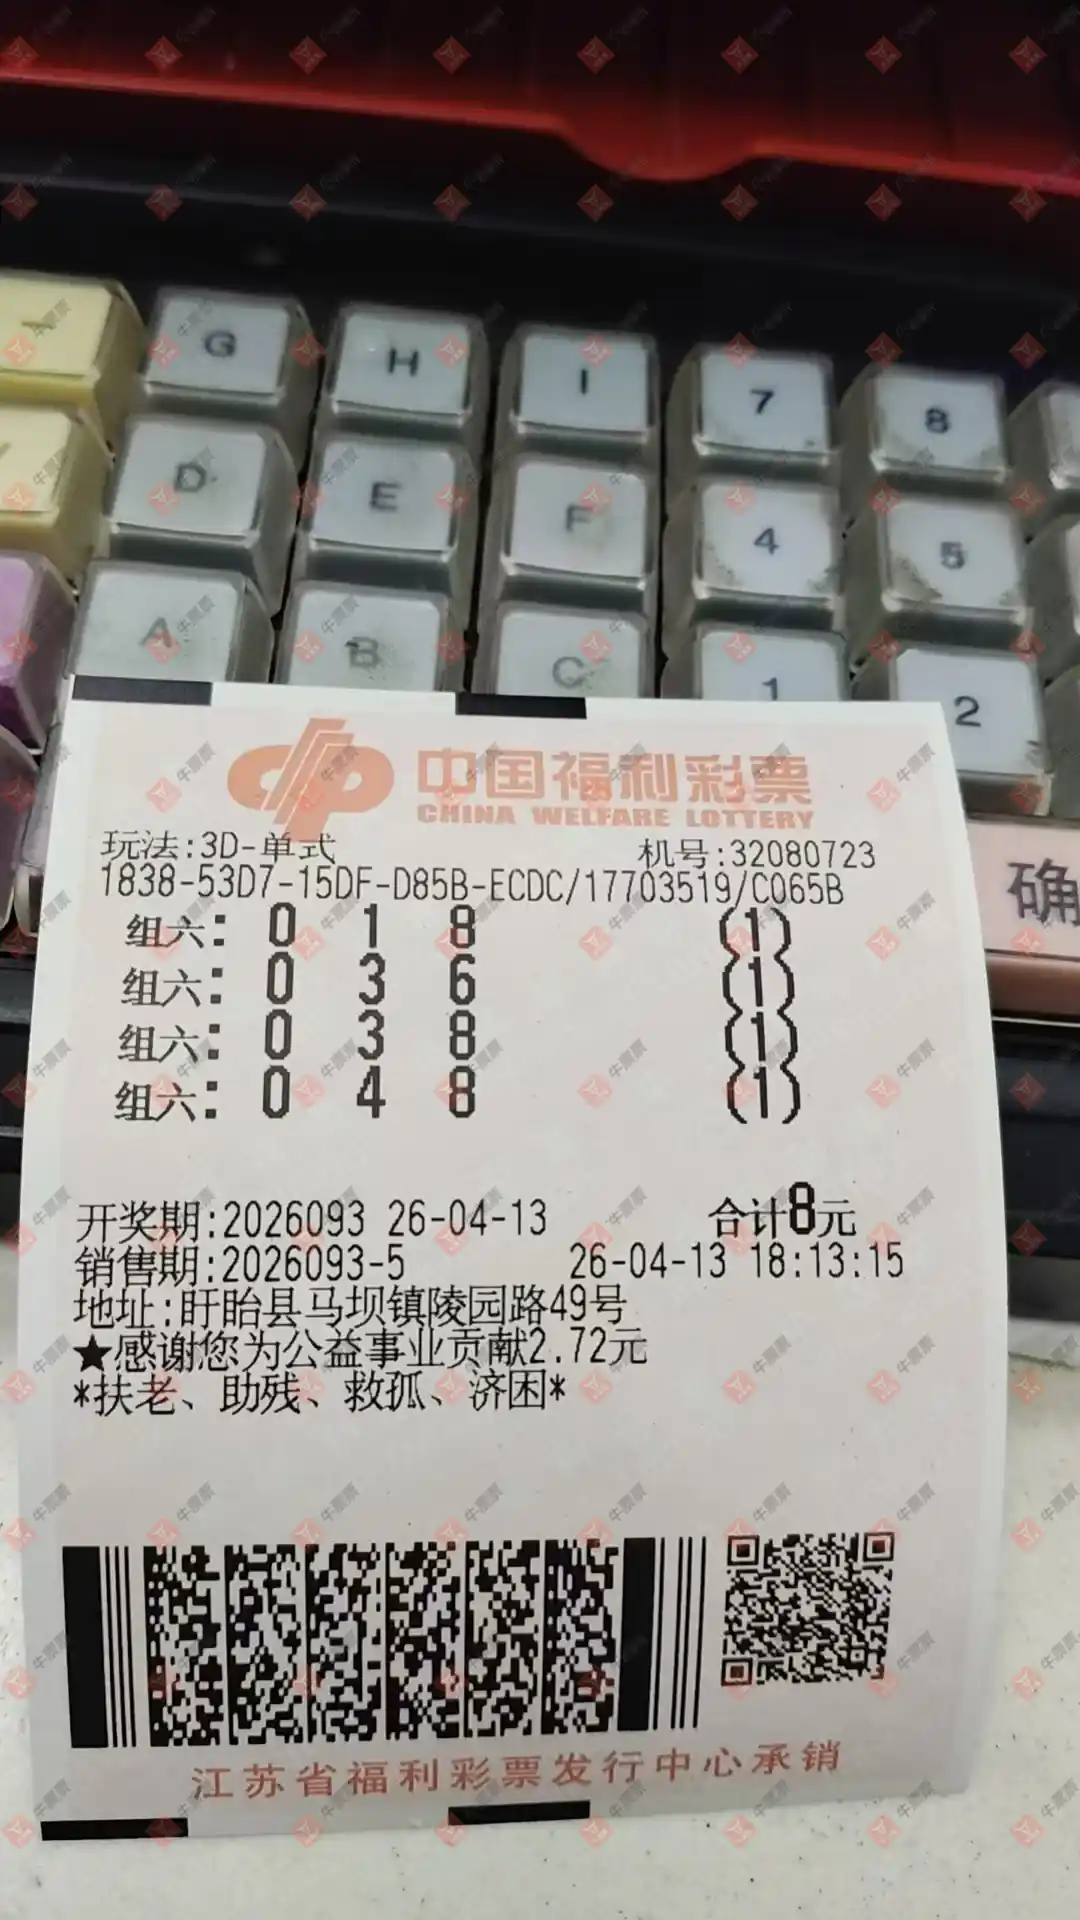 G H I 7 8
D E F 4 5
A B C 1 2
确
中国福利彩票
CHINA WELFARE LOTTERY
玩法:3D-单式 机号:32080723
1838-53D7-15DF-D85B-ECDC/17703519/C065B
组六: 0 1 8 (1)
组六: 0 3 6 (1)
组六: 0 3 8 (1)
组六: 0 4 8 (1)
开奖期:2026093 26-04-13 合计8元
销售期:2026093-5 26-04-13 18:13:15
地址:盱眙县马坝镇陵园路49号
★感谢您为公益事业贡献2.72元
*扶老、助残、救孤、济困*
江苏省福利彩票发行中心承销
牛票票